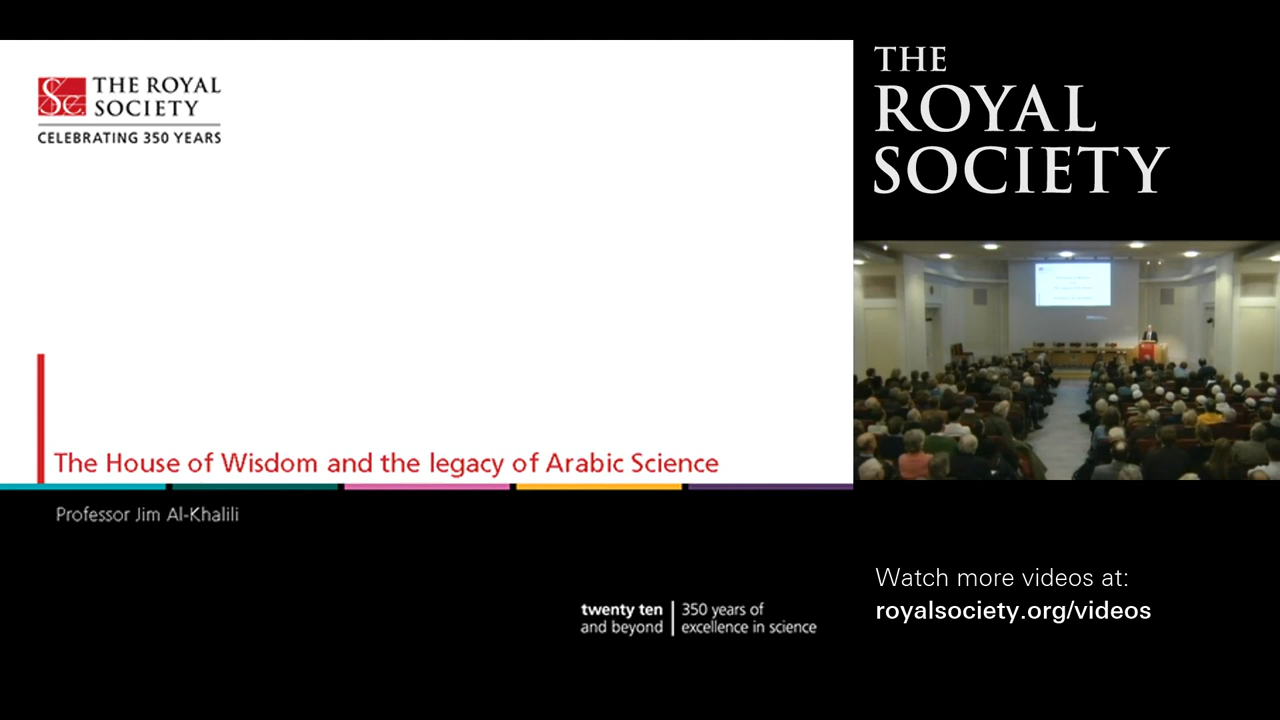 THE ROYAL
SOCIETY
CELEBRATING 350 YEARS
The House of Wisdom and the legacy of Arabic Science
Professor Jim Al-Khalili
twenty ten
and beyond
350 years of
excellence in science
THE
ROYAL
SOCIETY
Watch more videos at:
royalsociety.org/videos